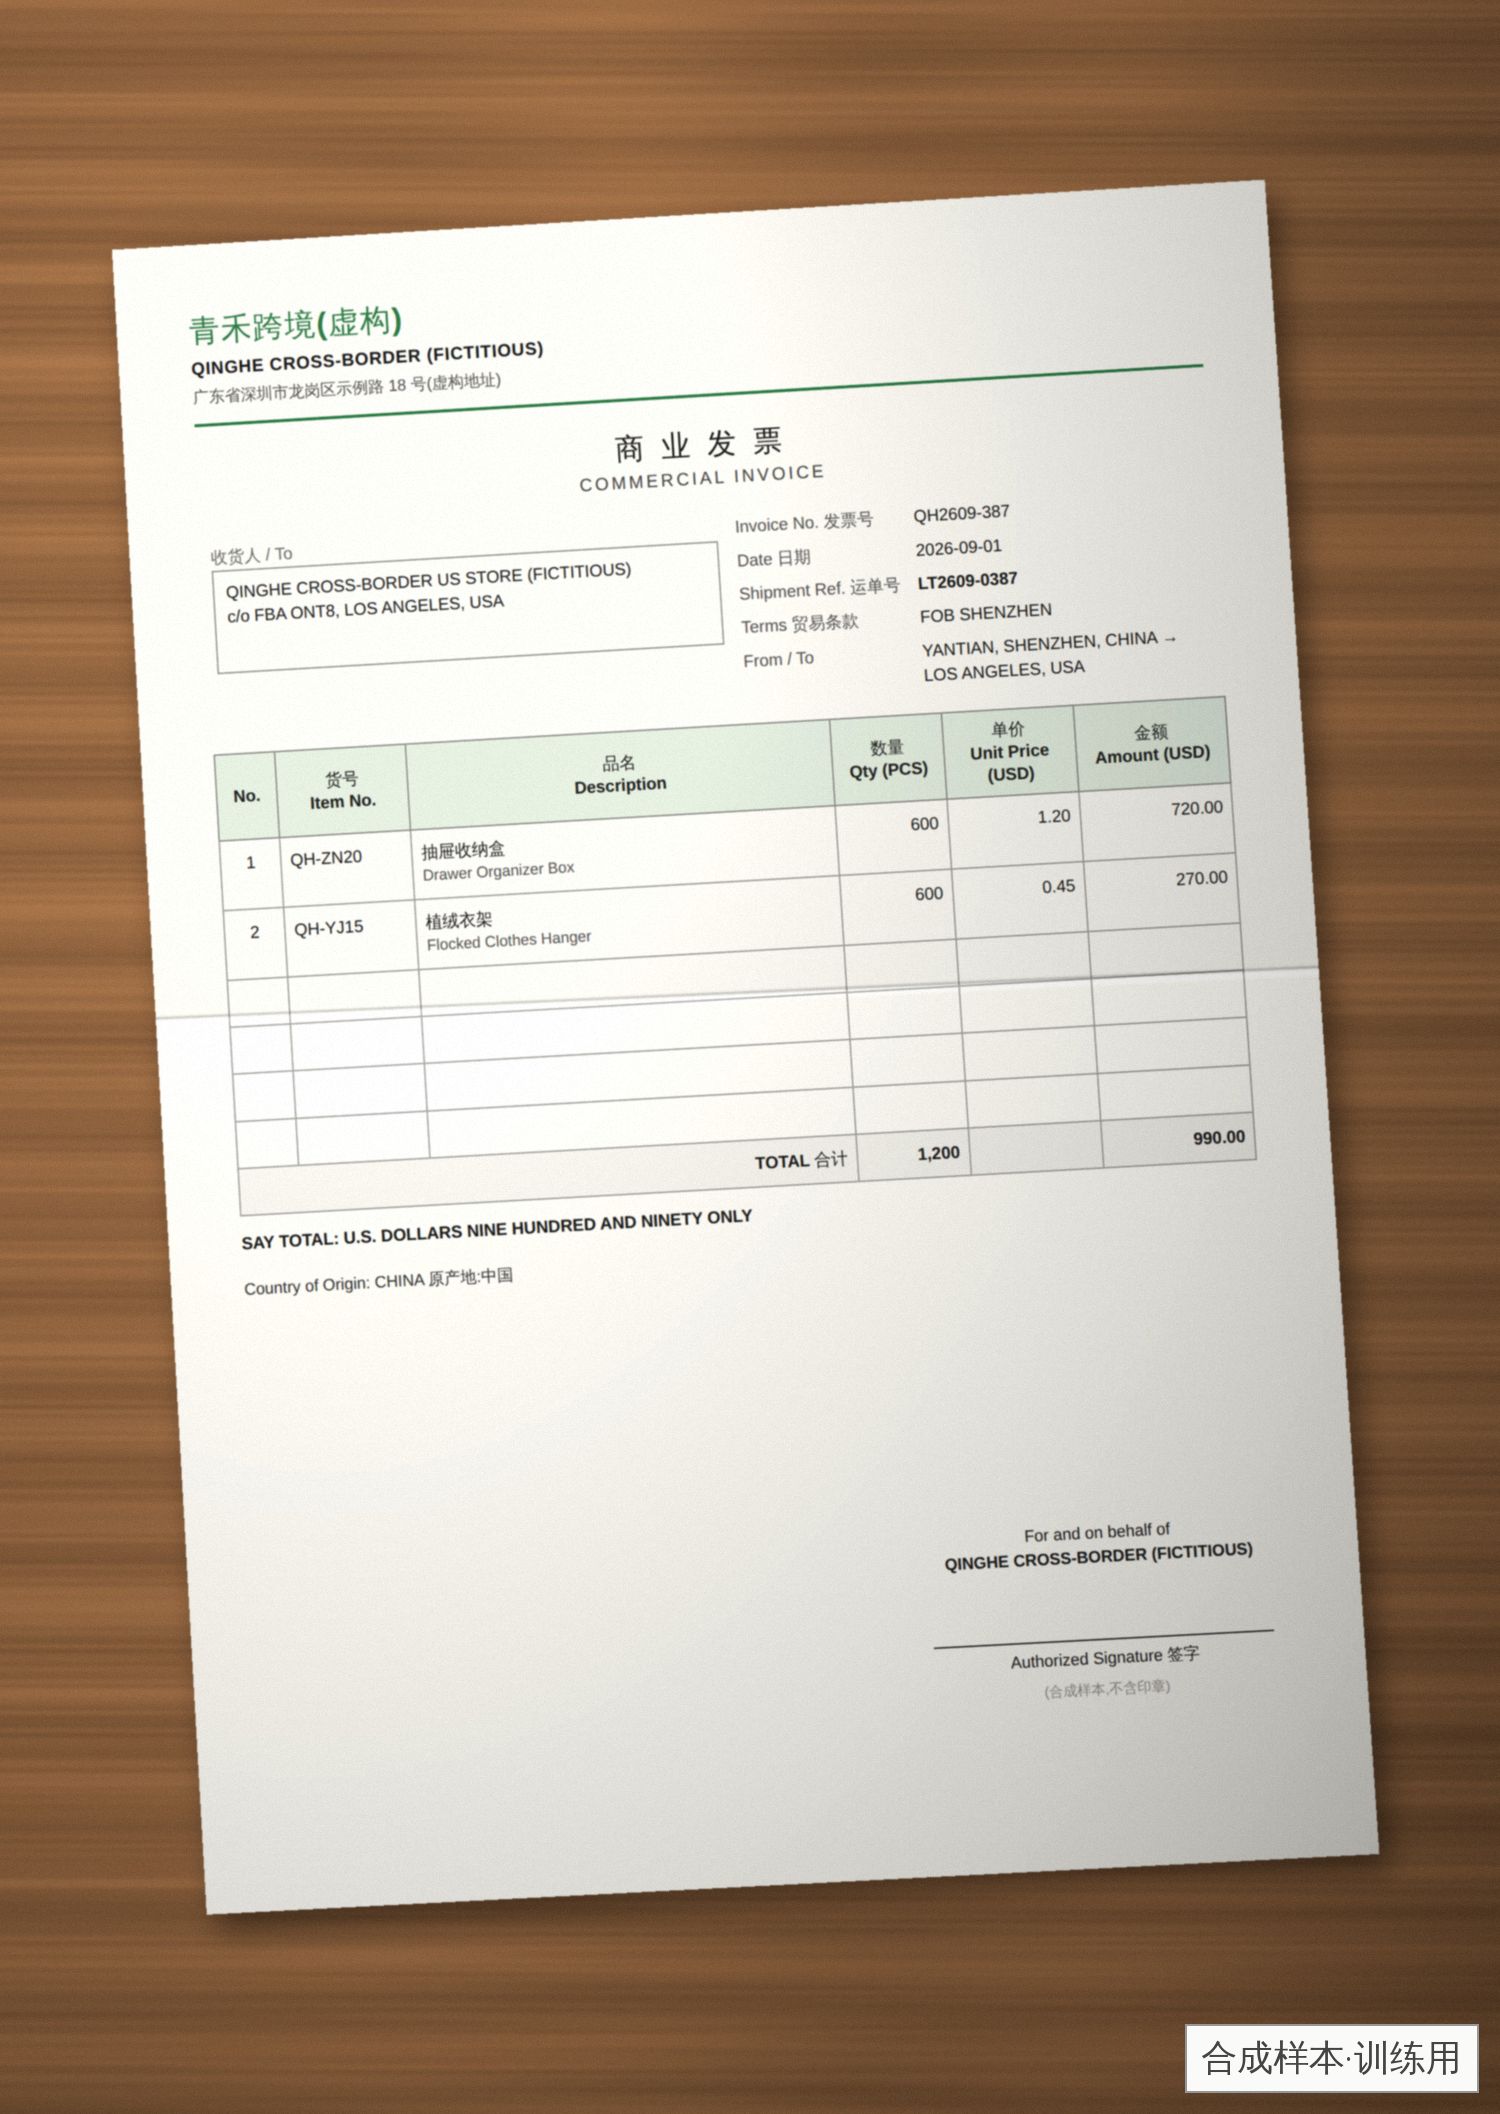 青禾跨境(虚构)
QINGHE CROSS-BORDER (FICTITIOUS)
广东省深圳市龙岗区示例路 18 号(虚构地址)
商业发票
COMMERCIAL INVOICE
收货人 / To
QINGHE CROSS-BORDER US STORE (FICTITIOUS)
c/o FBA ONT8, LOS ANGELES, USA
Invoice No. 发票号 QH2609-387
Date 日期 2026-09-01
Shipment Ref. 运单号 LT2609-0387
Terms 贸易条款 FOB SHENZHEN
From / To YANTIAN, SHENZHEN, CHINA →
LOS ANGELES, USA
No. 货号 Item No. 品名 Description 数量 Qty (PCS) 单价 Unit Price (USD) 金额 Amount (USD)
1 QH-ZN20 抽屉收纳盒 600 1.20 720.00
Drawer Organizer Box
2 QH-YJ15 植绒衣架 600 0.45 270.00
Flocked Clothes Hanger
TOTAL 合计 1,200 990.00
SAY TOTAL: U.S. DOLLARS NINE HUNDRED AND NINETY ONLY
Country of Origin: CHINA 原产地:中国
For and on behalf of
QINGHE CROSS-BORDER (FICTITIOUS)
Authorized Signature 签字
(合成样本,不含印章)
合成样本·训练用